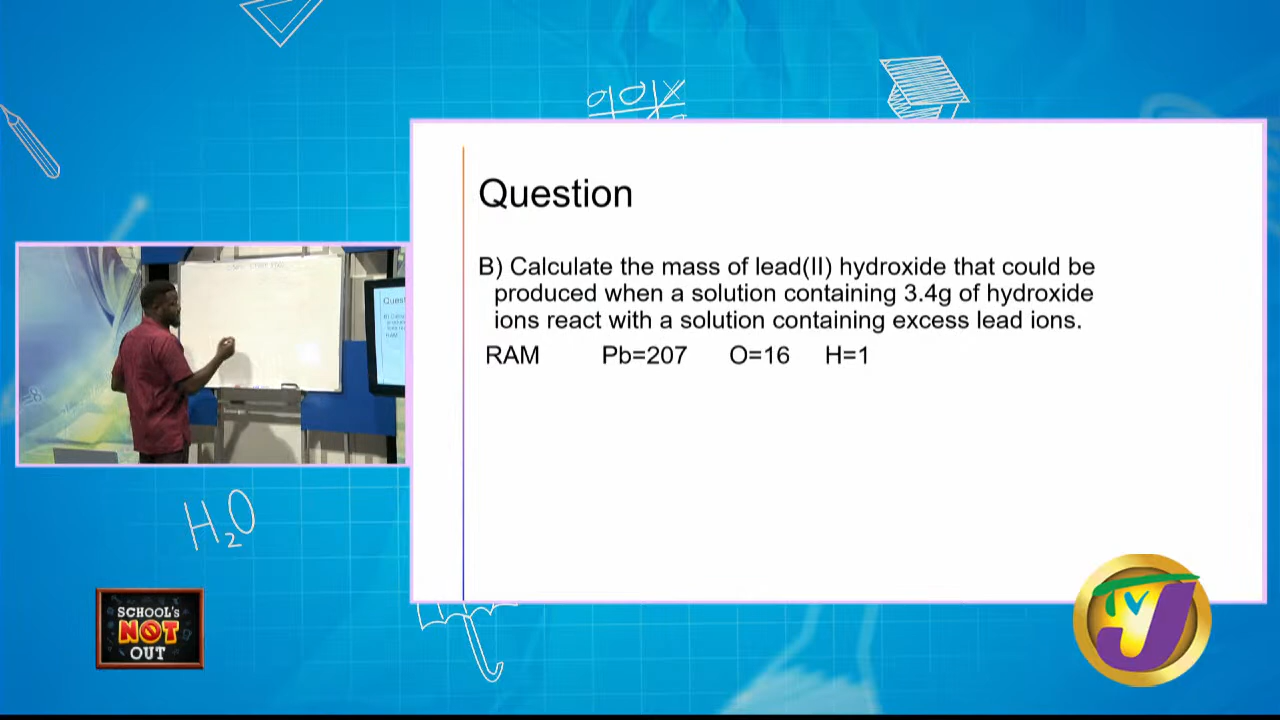 Question
B) Calculate the mass of lead(II) hydroxide that could be
produced when a solution containing 3.4g of hydroxide
ions react with a solution containing excess lead ions.
RAM Pb=207 O=16 H=1
H₂O
SCHOOL's
NOT
OUT
TVJ